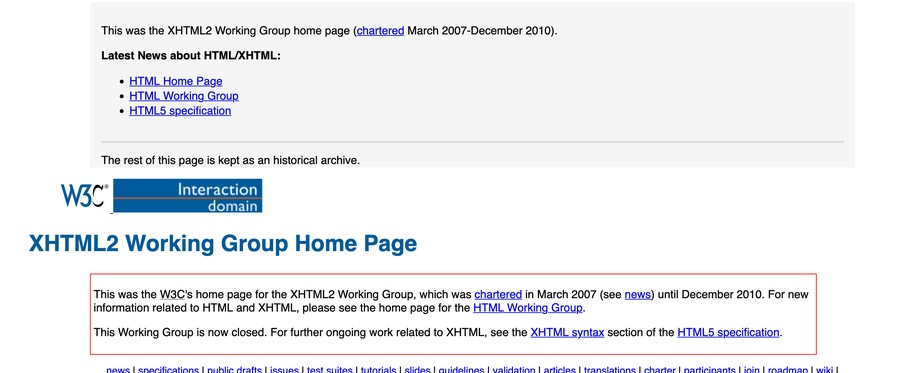 This was the XHTML2 Working Group home page (chartered March 2007-December 2010).
Latest News about HTML/XHTML:
• HTML Home Page
• HTML Working Group
• HTML5 specification
The rest of this page is kept as an historical archive.
W3C® Interaction
domain
XHTML2 Working Group Home Page
This was the W3C's home page for the XHTML2 Working Group, which was chartered in March 2007 (see news) until December 2010. For new
information related to HTML and XHTML, please see the home page for the HTML Working Group.
This Working Group is now closed. For further ongoing work related to XHTML, see the XHTML syntax section of the HTML5 specification.
news | specifications | public drafts | issues | test suites | tutorials | slides | guidelines | validation | articles | translations | charter | participants | join | roadmap | wiki |